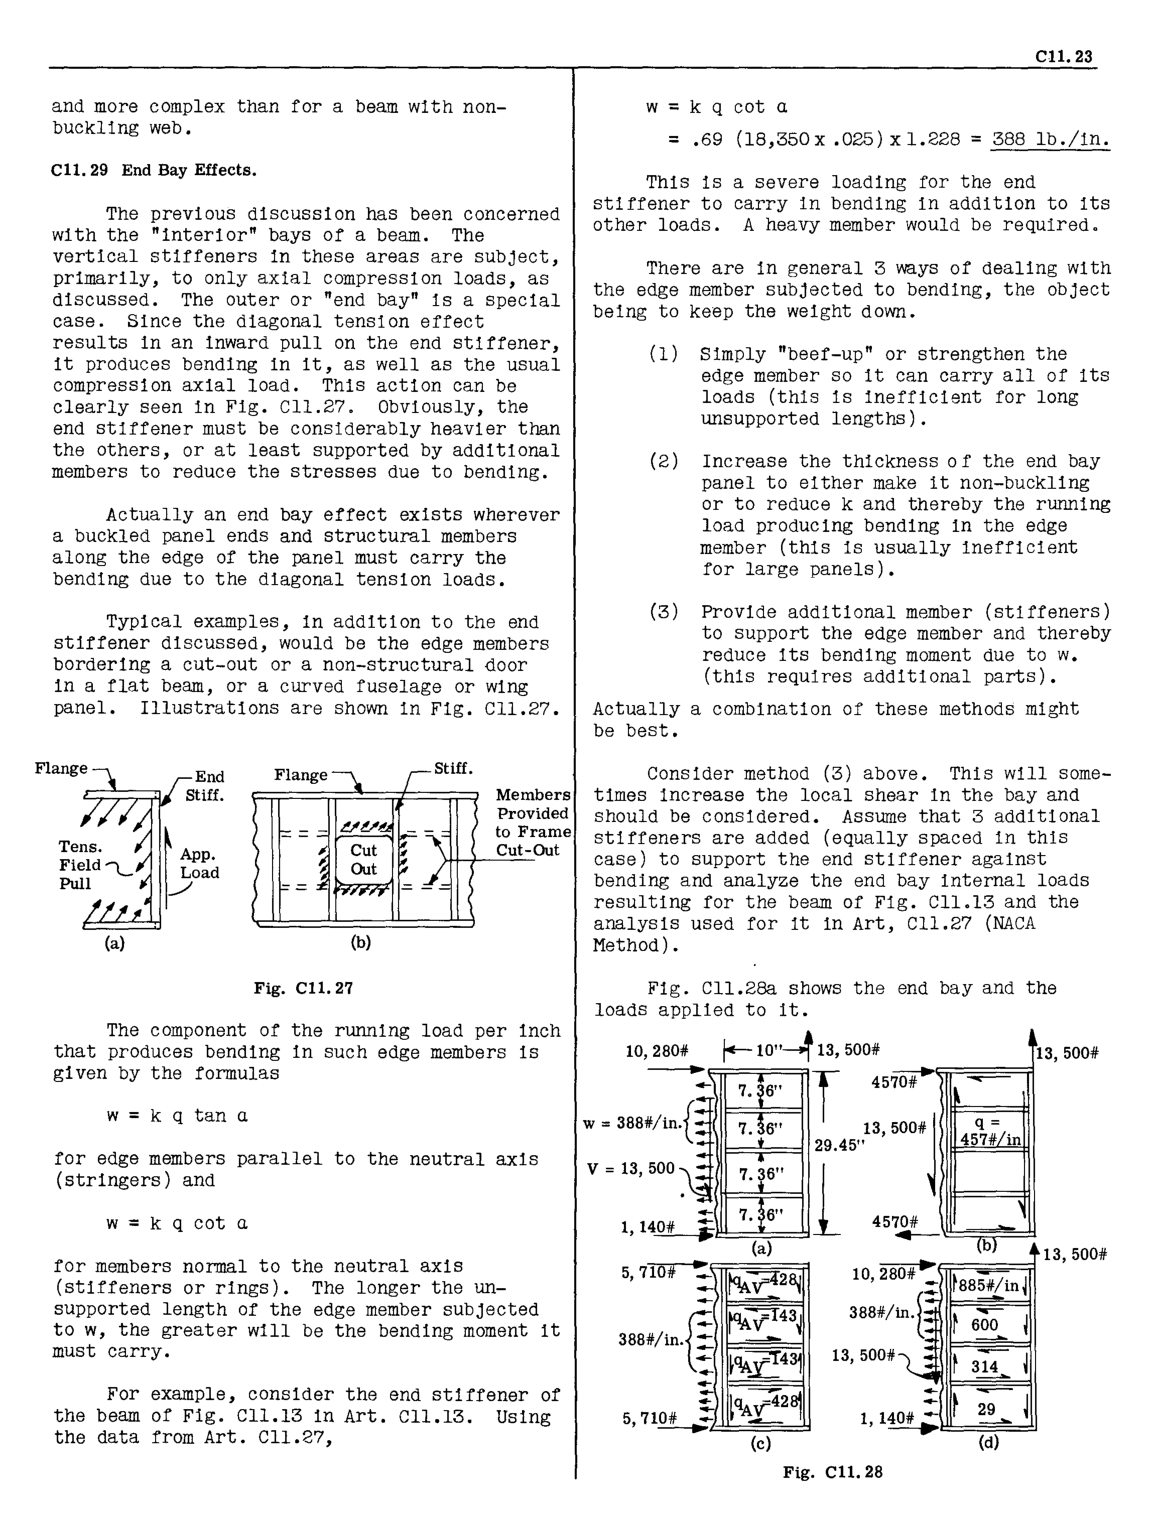 C11. 23
and more complex than for a beam with non-
buckling web.
C11. 29 End Bay Effects.
The previous discussion has been concerned
with the "interior" bays of a beam. The
vertical stiffeners in these areas are subject,
primarily, to only axial compression loads, as
discussed. The outer or "end bay" is a special
case. Since the diagonal tension effect
results in an inward pull on the end stiffener,
it produces bending in it, as well as the usual
compression axial load. This action can be
clearly seen in Fig. C11.27. Obviously, the
end stiffener must be considerably heavier than
the others, or at least supported by additional
members to reduce the stresses due to bending.
Actually an end bay effect exists wherever
a buckled panel ends and structural members
along the edge of the panel must carry the
bending due to the diagonal tension loads.
Typical examples, in addition to the end
stiffener discussed, would be the edge members
bordering a cut-out or a non-structural door
in a flat beam, or a curved fuselage or wing
panel. Illustrations are shown in Fig. C11.27.
Flange
End
Stiff.
Tens.
Field
Pull
App.
Load
(a)
Flange
Stiff.
Members
Provided
to Frame
Cut-Out
Cut
Out
(b)
Fig. C11. 27
The component of the running load per inch
that produces bending in such edge members is
given by the formulas
w = k q tan α
for edge members parallel to the neutral axis
(stringers) and
w = k q cot α
for members normal to the neutral axis
(stiffeners or rings). The longer the un-
supported length of the edge member subjected
to w, the greater will be the bending moment it
must carry.
For example, consider the end stiffener of
the beam of Fig. C11.13 in Art. C11.13. Using
the data from Art. C11.27,
w = k q cot α
= .69 (18,350 x .025) x 1.228 = 388 lb./in.
This is a severe loading for the end
stiffener to carry in bending in addition to its
other loads. A heavy member would be required.
There are in general 3 ways of dealing with
the edge member subjected to bending, the object
being to keep the weight down.
(1) Simply "beef-up" or strengthen the
edge member so it can carry all of its
loads (this is inefficient for long
unsupported lengths).
(2) Increase the thickness of the end bay
panel to either make it non-buckling
or to reduce k and thereby the running
load producing bending in the edge
member (this is usually inefficient
for large panels).
(3) Provide additional member (stiffeners)
to support the edge member and thereby
reduce its bending moment due to w.
(this requires additional parts).
Actually a combination of these methods might
be best.
Consider method (3) above. This will some-
times increase the local shear in the bay and
should be considered. Assume that 3 additional
stiffeners are added (equally spaced in this
case) to support the end stiffener against
bending and analyze the end bay internal loads
resulting for the beam of Fig. C11.13 and the
analysis used for it in Art, C11.27 (NACA
Method).
Fig. C11.28a shows the end bay and the
loads applied to it.
10, 280#
10"
13, 500#
7. 36"
w = 388#/in.
7. 36"
29.45"
V = 13, 500
7. 36"
7. 36"
1, 140#
(a)
13, 500#
4570#
13, 500#
q =
457#/in
4570#
(b)
5, 710#
qAV=428
qAV=143
388#/in.
qAV=143
qAV=428
5, 710#
(c)
13, 500#
10, 280#
885#/in
388#/in.
600
13, 500#
314
29
1, 140#
(d)
Fig. C11. 28